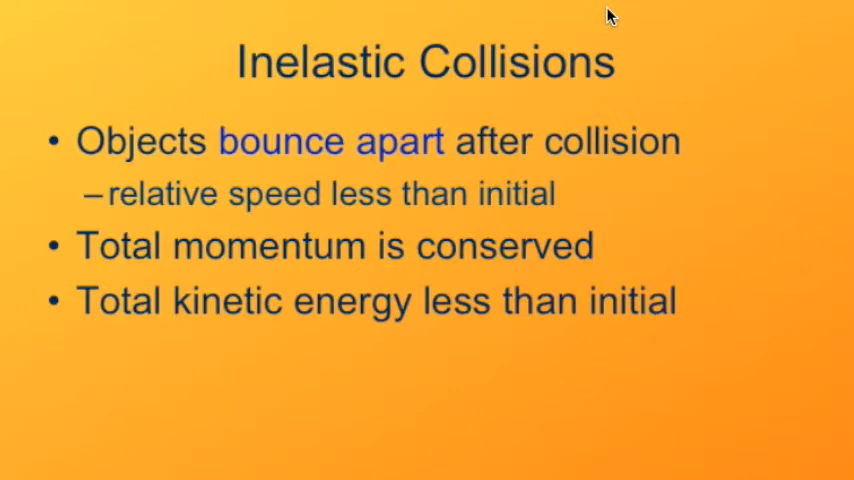 Inelastic Collisions
• Objects bounce apart after collision
–relative speed less than initial
• Total momentum is conserved
• Total kinetic energy less than initial